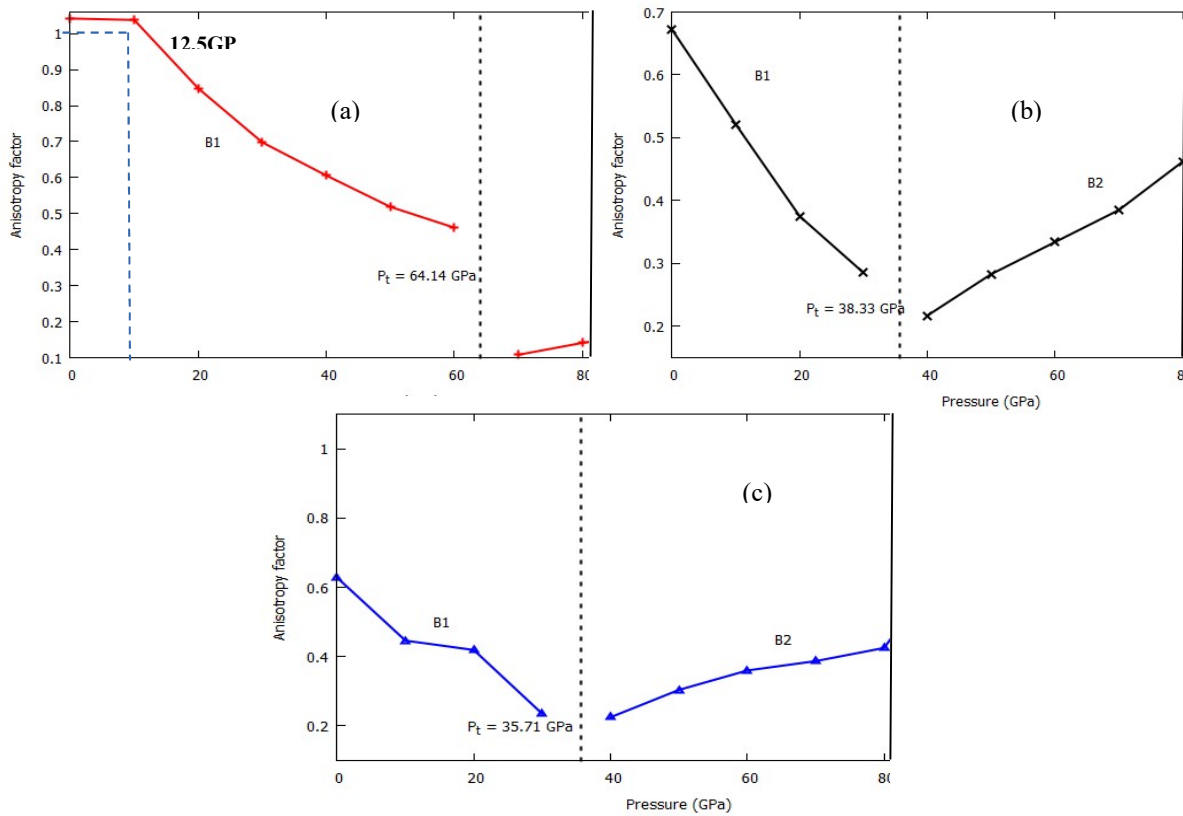 1
0.9
0.8
0.7
0.6
0.5
0.4
0.3
0.2
0.1
Anisotropy factor
12.5GP
(a)
B1
Pt = 64.14 GPa
0
20
40
60
80
0.7
0.6
0.5
0.4
0.3
0.2
Anisotropy factor
B1
(b)
B2
Pt = 38.33 GPa
0
20
40
60
80
Pressure (GPa)
1
0.8
0.6
0.4
0.2
Anisotropy factor
(c)
B1
B2
Pt = 35.71 GPa
0
20
40
60
80
Pressure (GPa)